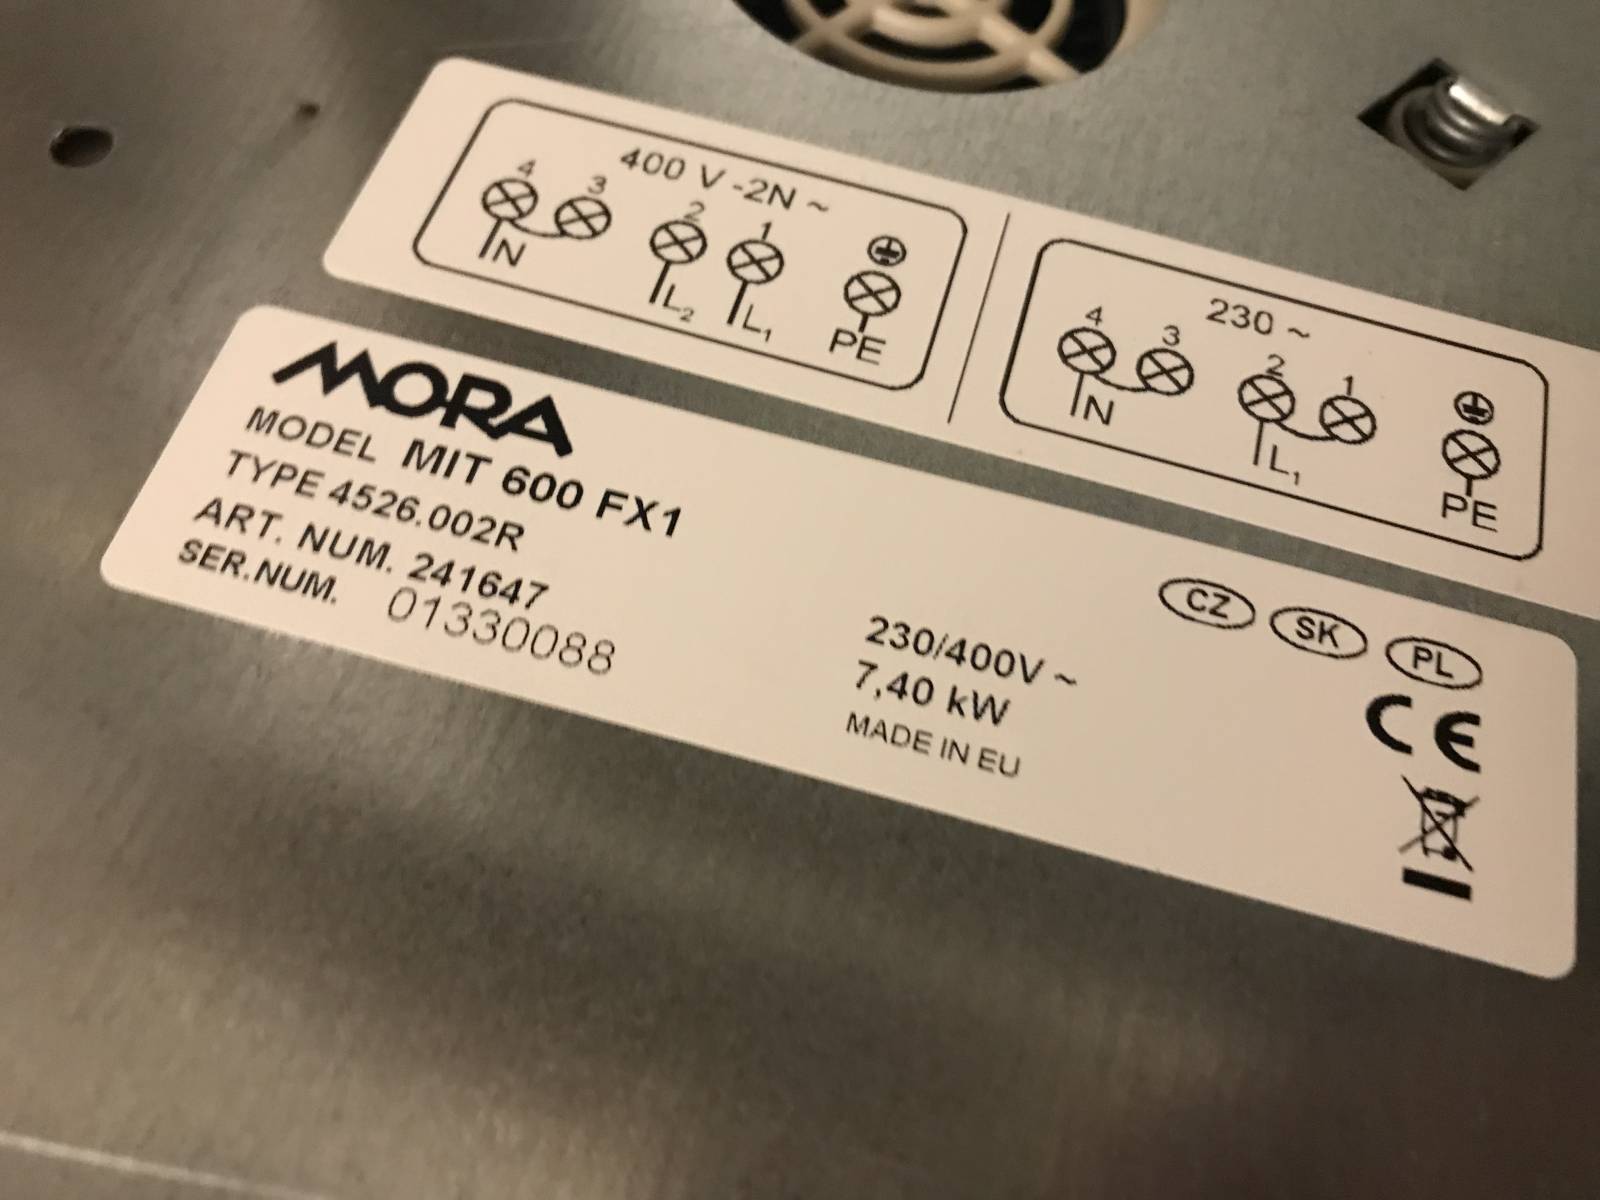 400 V -2N ~
4 3 2 1
N L2 L1 PE
230 ~
4 3 2 1
N L1 PE
MORA
MODEL MIT 600 FX1
TYPE 4526.002R
ART. NUM. 241647
SER.NUM. 01330088
230/400V ~
7,40 kW
MADE IN EU
CZ SK PL
CE